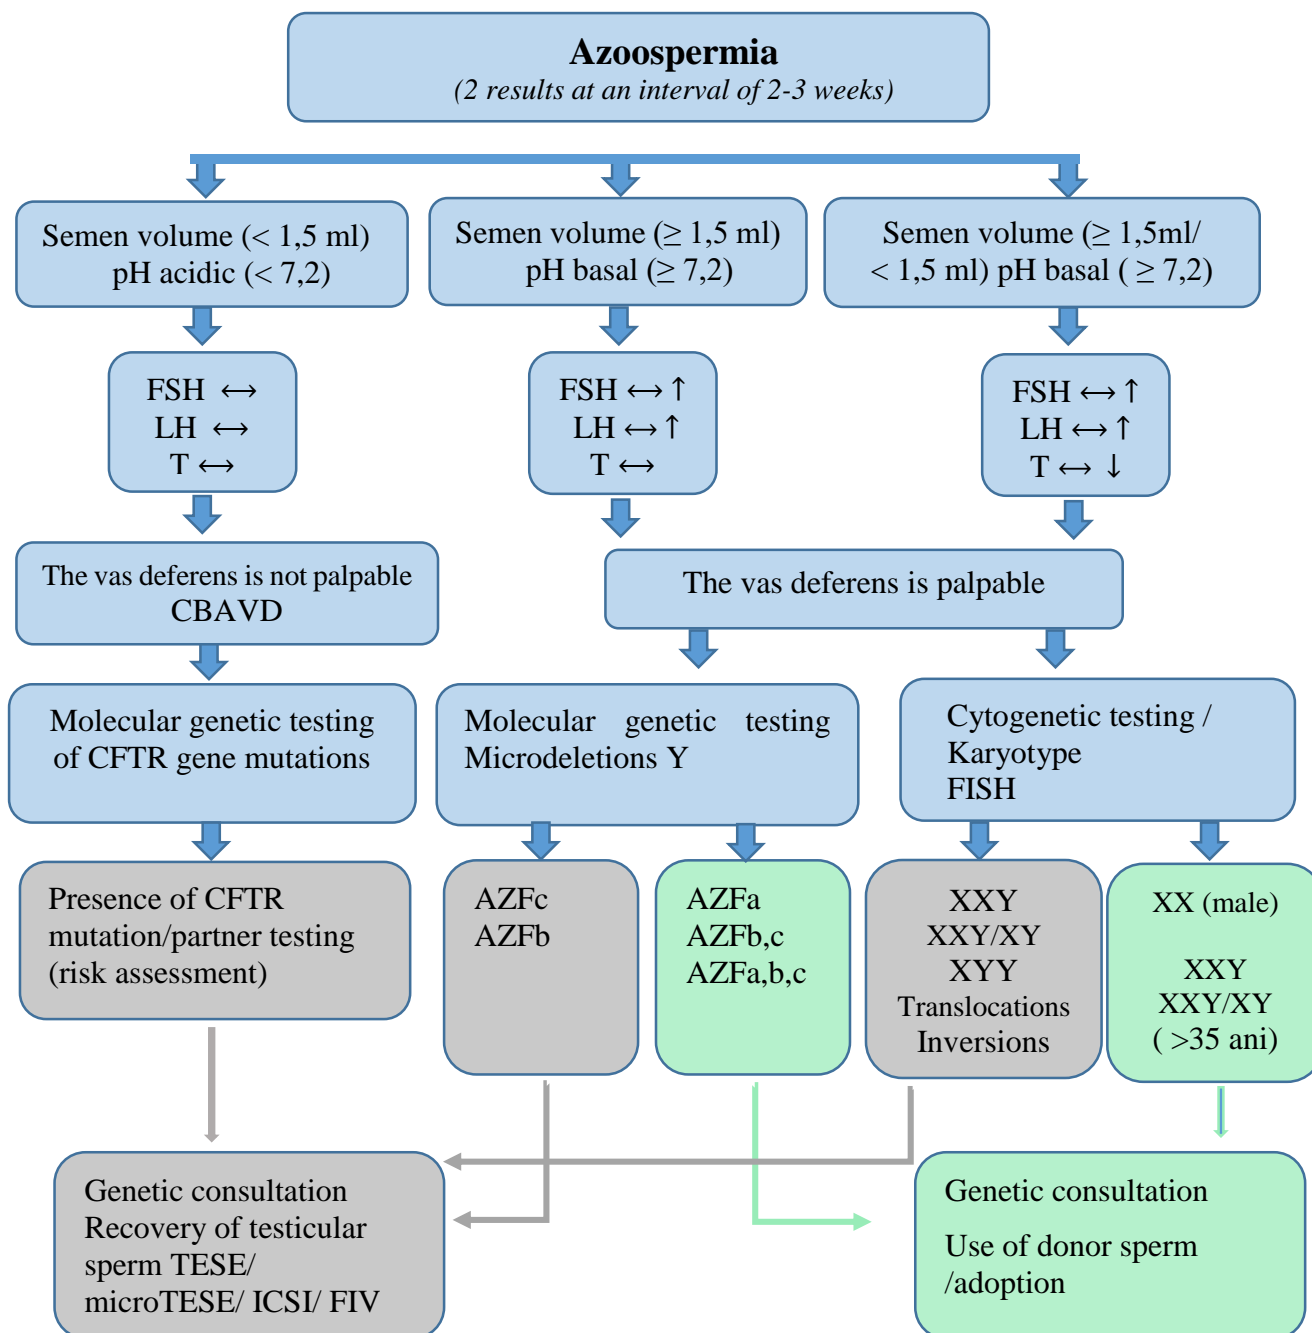 Azoospermia
(2 results at an interval of 2-3 weeks)
Semen volume (< 1,5 ml)
pH acidic (< 7,2)
Semen volume (≥ 1,5 ml)
pH basal (≥ 7,2)
Semen volume (≥ 1,5ml/
< 1,5 ml) pH basal ( ≥ 7,2)
FSH ↔
LH ↔
T ↔
FSH ↔ ↑
LH ↔ ↑
T ↔
FSH ↔ ↑
LH ↔ ↑
T ↔ ↓
The vas deferens is not palpable
CBAVD
The vas deferens is palpable
Molecular genetic testing
of CFTR gene mutations
Molecular genetic testing
Microdeletions Y
Cytogenetic testing /
Karyotype
FISH
Presence of CFTR
mutation/partner testing
(risk assessment)
AZFc
AZFb
AZFa
AZFb,c
AZFa,b,c
XXY
XXY/XY
XYY
Translocations
Inversions
XX (male)
XXY
XXY/XY
( >35 ani)
Genetic consultation
Recovery of testicular
sperm TESE/
microTESE/ ICSI/ FIV
Genetic consultation
Use of donor sperm
/adoption